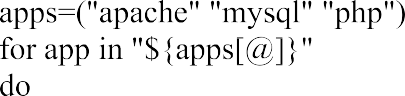 apps=("apache" "mysql" "php")
for app in "${apps[@]}"
do